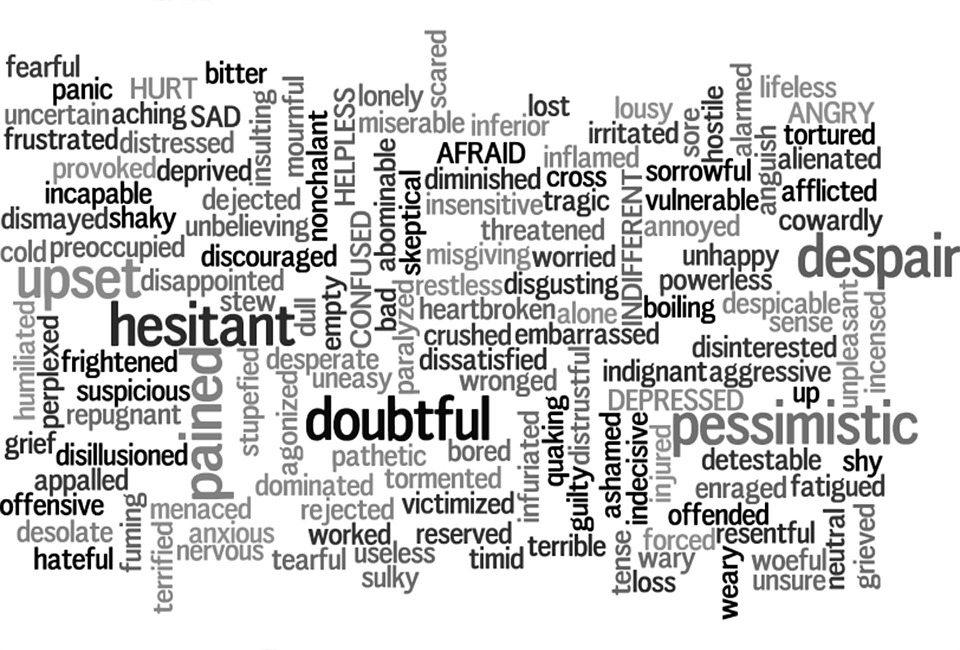 scared
fearful
bitter
panic
HURT
mournful
insulting
HELPLESS
lonely
lost
lousy
sore
hostile
alarmed
lifeless
uncertain
aching
SAD
miserable
inferior
irritated
ANGRY
tortured
frustrated
distressed
nonchalant
abominable
AFRAID
inflamed
sorrowful
anguish
alienated
provoked
deprived
skeptical
diminished
cross
INDIFFERENT
vulnerable
afflicted
incapable
dejected
insensitive
tragic
annoyed
cowardly
dismayed
shaky
unbelieving
CONFUSED
threatened
cold
preoccupied
discouraged
misgiving
worried
unhappy
despair
upset
disappointed
restless
disgusting
powerless
stew
dull
empty
bad
paralyzed
heartbroken
alone
boiling
despicable
sense
unpleasant
incensed
hesitant
crushed
embarrassed
disinterested
humiliated
perplexed
frightened
pained
stupefied
desperate
dissatisfied
distrustful
indignant
aggressive
suspicious
uneasy
wronged
DEPRESSED
up
repugnant
agonized
doubtful
infuriated
quaking
guilty
ashamed
indecisive
injured
pessimistic
grief
disillusioned
pathetic
bored
detestable
shy
appalled
dominated
tormented
enraged
fatigued
offensive
fuming
menaced
rejected
victimized
offended
desolate
anxious
worked
reserved
forced
resentful
neutral
grieved
hateful
terrified
nervous
tearful
useless
timid
terrible
tense
wary
weary
woeful
sulky
loss
unsure